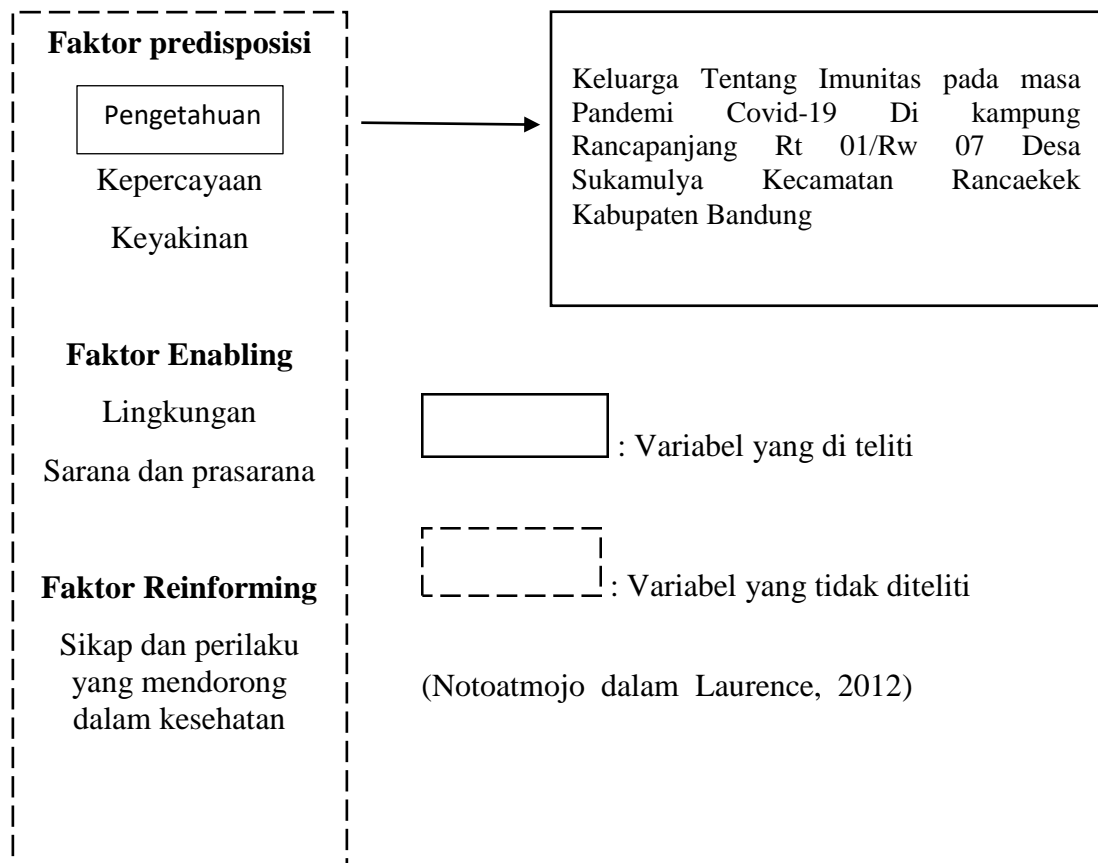 Faktor predisposisi
Pengetahuan
Kepercayaan
Keyakinan
Faktor Enabling
Lingkungan
Sarana dan prasarana
Faktor Reinforming
Sikap dan perilaku
yang mendorong
dalam kesehatan
Keluarga Tentang Imunitas pada masa
Pandemi Covid-19 Di kampung
Rancapanjang Rt 01/Rw 07 Desa
Sukamulya Kecamatan Rancaekek
Kabupaten Bandung
: Variabel yang di teliti
: Variabel yang tidak diteliti
(Notoatmojo dalam Laurence, 2012)